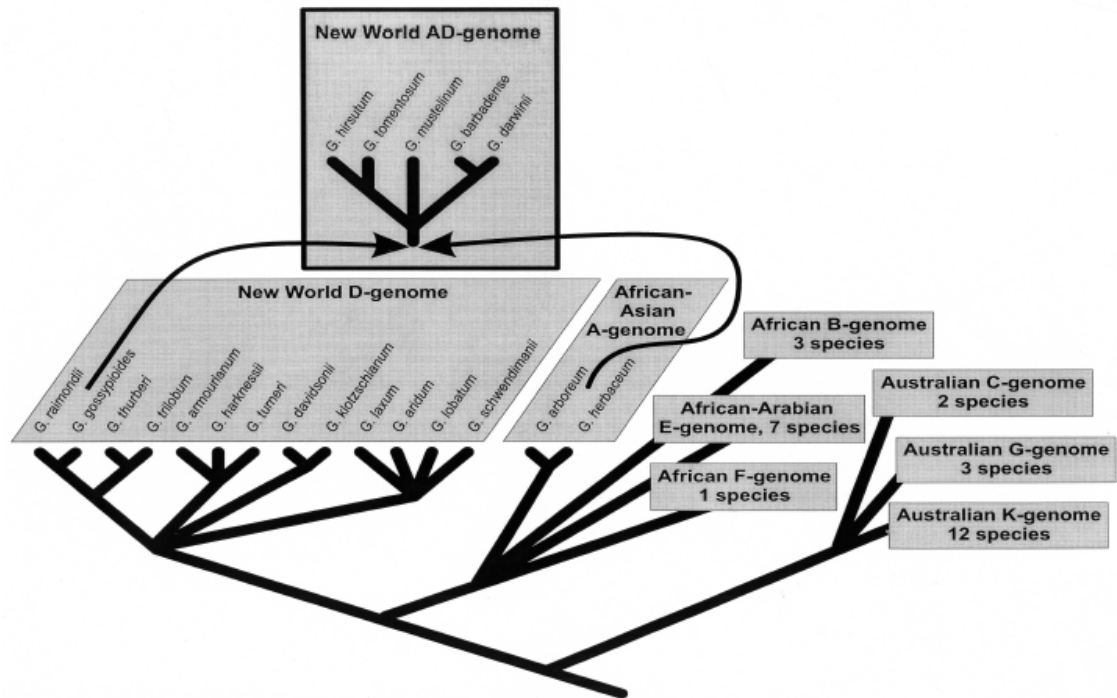 New World AD-genome
G. hirsutum
G. tomentosum
G. mustelinum
G. barbadense
G. darwinii
New World D-genome
G. raimondii
G. gossypioides
G. thurberi
G. trilobum
G. armourianum
G. harknessii
G. turneri
G. davidsonii
G. klotzschianum
G. laxum
G. aridum
G. lobatum
G. schwendimanii
African-
Asian
A-genome
G. arboreum
G. herbaceum
African B-genome
3 species
African-Arabian
E-genome, 7 species
African F-genome
1 species
Australian C-genome
2 species
Australian G-genome
3 species
Australian K-genome
12 species